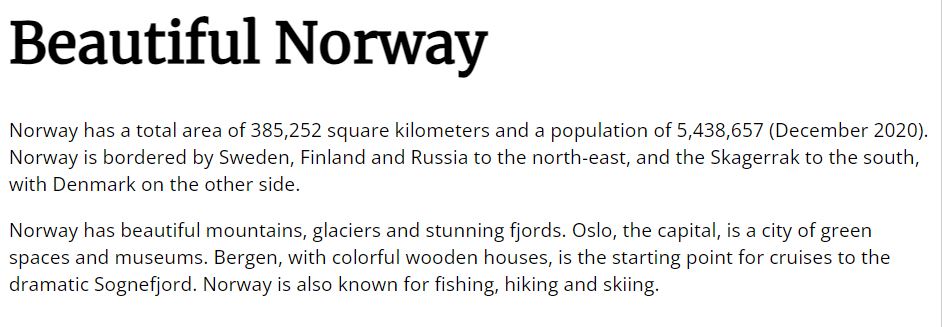 Beautiful Norway
Norway has a total area of 385,252 square kilometers and a population of 5,438,657 (December 2020).
Norway is bordered by Sweden, Finland and Russia to the north-east, and the Skagerrak to the south,
with Denmark on the other side.
Norway has beautiful mountains, glaciers and stunning fjords. Oslo, the capital, is a city of green
spaces and museums. Bergen, with colorful wooden houses, is the starting point for cruises to the
dramatic Sognefjord. Norway is also known for fishing, hiking and skiing.